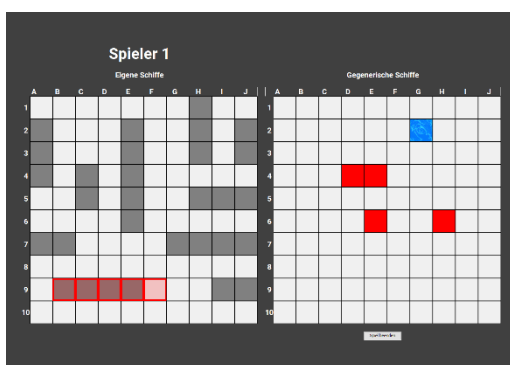 Spieler 1
Eigene Schiffe
Gegenerische Schiffe
A B C D E F G H I J
A B C D E F G H I J
1 1
2 2
3 3
4 4
5 5
6 6
7 7
8 8
9 9
10 10